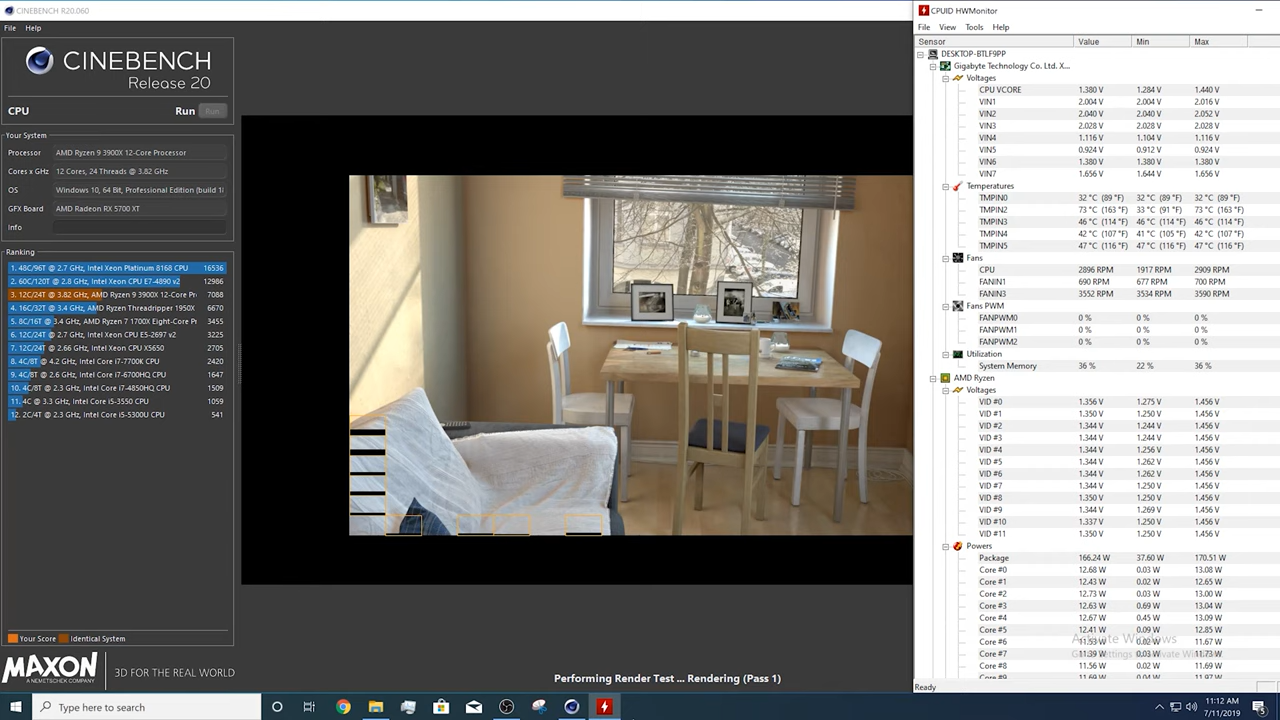 CINEBENCH R20.060
File Help
CINEBENCH
Release 20
CPU Run Run
Your System
Processor AMD Ryzen 9 3900X 12-Core Processor
Cores x GHz 12 Cores, 24 Threads @ 3.82 GHz
OS Windows 10, 64 Bit, Professional Edition (build 18
GFX Board AMD Radeon RX 5700 XT
Info
Ranking
1. 48C/96T @ 2.7 GHz, Intel Xeon Platinum 8168 CPU 16536
2. 60C/120T @ 2.8 GHz, Intel Xeon CPU E7-4890 v2 12986
3. 12C/24T @ 3.82 GHz, AMD Ryzen 9 3900X 12-Core Pr 7088
4. 16C/32T @ 3.4 GHz, AMD Ryzen Threadripper 1950X 6670
5. 8C/16T @ 3.4 GHz, AMD Ryzen 7 1700X Eight-Core Pr 3455
6. 12C/24T @ 2.7 GHz, Intel Xeon CPU E5-2697 v2 3225
7. 12C/24T @ 2.66 GHz, Intel Xeon CPU X5650 2705
8. 4C/8T @ 4.2 GHz, Intel Core i7-7700K CPU 2420
9. 4C/8T @ 2.6 GHz, Intel Core i7-6700HQ CPU 1647
10. 4C/8T @ 2.3 GHz, Intel Core i7-4850HQ CPU 1509
11. 4C/4T @ 3.3 GHz, Intel Core i5-3550 CPU 1059
12. 2C/4T @ 2.3 GHz, Intel Core i5-5300U CPU 541
Your Score Identical System
MAXON
A NEMETSCHEK COMPANY
3D FOR THE REAL WORLD
Performing Render Test ... Rendering (Pass 1)
CPUID HWMonitor
File View Tools Help
Sensor Value Min Max
DESKTOP-BTLF9PP
Gigabyte Technology Co. Ltd. X...
Voltages
CPU VCORE 1.380 V 1.284 V 1.440 V
VIN1 2.004 V 2.004 V 2.016 V
VIN2 2.040 V 2.040 V 2.052 V
VIN3 2.028 V 2.028 V 2.028 V
VIN4 1.116 V 1.104 V 1.116 V
VIN5 0.924 V 0.912 V 0.924 V
VIN6 1.380 V 1.380 V 1.380 V
VIN7 1.656 V 1.644 V 1.656 V
Temperatures
TMPIN0 32 °C (89 °F) 32 °C (89 °F) 32 °C (89 °F)
TMPIN2 73 °C (163 °F) 33 °C (91 °F) 73 °C (163 °F)
TMPIN3 46 °C (114 °F) 46 °C (114 °F) 46 °C (114 °F)
TMPIN4 42 °C (107 °F) 41 °C (105 °F) 42 °C (107 °F)
TMPIN5 47 °C (116 °F) 47 °C (116 °F) 47 °C (116 °F)
Fans
CPU 2896 RPM 1917 RPM 2909 RPM
FANIN1 690 RPM 677 RPM 700 RPM
FANIN3 3552 RPM 3534 RPM 3590 RPM
Fans PWM
FANPWM0 0 % 0 % 0 %
FANPWM1 0 % 0 % 0 %
FANPWM2 0 % 0 % 0 %
Utilization
System Memory 36 % 22 % 36 %
AMD Ryzen
Voltages
VID #0 1.356 V 1.275 V 1.456 V
VID #1 1.350 V 1.250 V 1.456 V
VID #2 1.344 V 1.244 V 1.456 V
VID #3 1.344 V 1.250 V 1.456 V
VID #4 1.344 V 1.256 V 1.456 V
VID #5 1.344 V 1.262 V 1.456 V
VID #6 1.344 V 1.262 V 1.456 V
VID #7 1.344 V 1.250 V 1.456 V
VID #8 1.350 V 1.250 V 1.456 V
VID #9 1.344 V 1.269 V 1.456 V
VID #10 1.337 V 1.250 V 1.456 V
VID #11 1.350 V 1.250 V 1.456 V
Powers
Package 166.24 W 37.60 W 170.51 W
Core #0 12.68 W 0.03 W 13.08 W
Core #1 12.43 W 0.02 W 12.65 W
Core #2 12.73 W 0.03 W 13.00 W
Core #3 12.63 W 0.69 W 13.04 W
Core #4 12.67 W 0.45 W 13.09 W
Core #5 12.41 W 0.09 W 12.85 W
Core #6 11.53 W 0.02 W 11.67 W
Core #7 11.39 W 0.03 W 11.73 W
Core #8 11.56 W 0.02 W 11.69 W
Core #9 11.69 W 0.04 W 11.97 W
Activate Windows
Go to Settings to activate Windows.
Ready
Type here to search
11:12 AM
7/11/2019
5